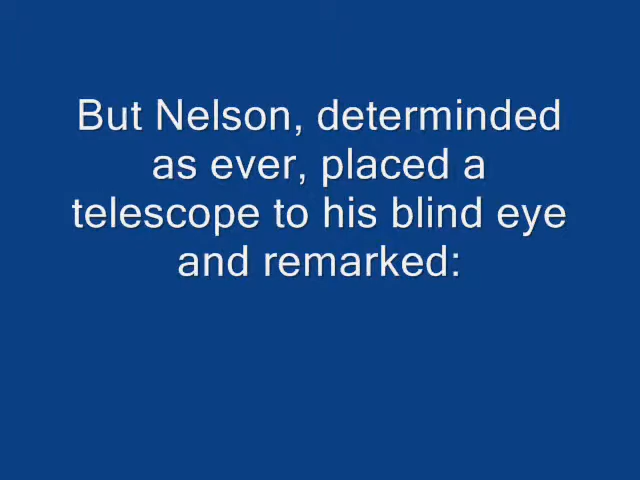 But Nelson, determinded
as ever, placed a
telescope to his blind eye
and remarked: